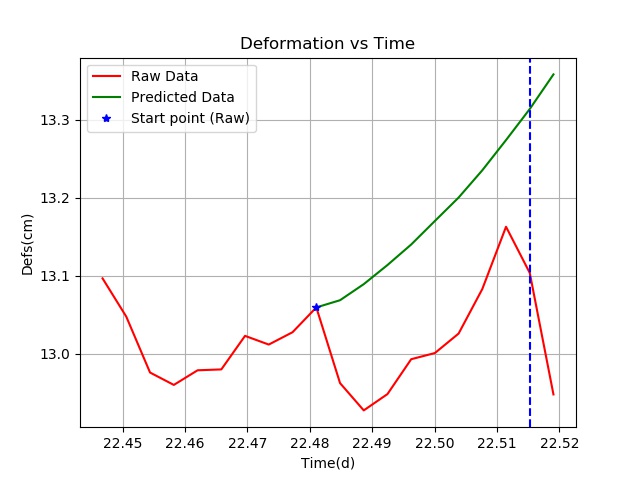 Deformation vs Time
Raw Data
Predicted Data
Start point (Raw)
13.3
13.2
13.1
13.0
Defs(cm)
22.45 22.46 22.47 22.48 22.49 22.50 22.51 22.52
Time(d)